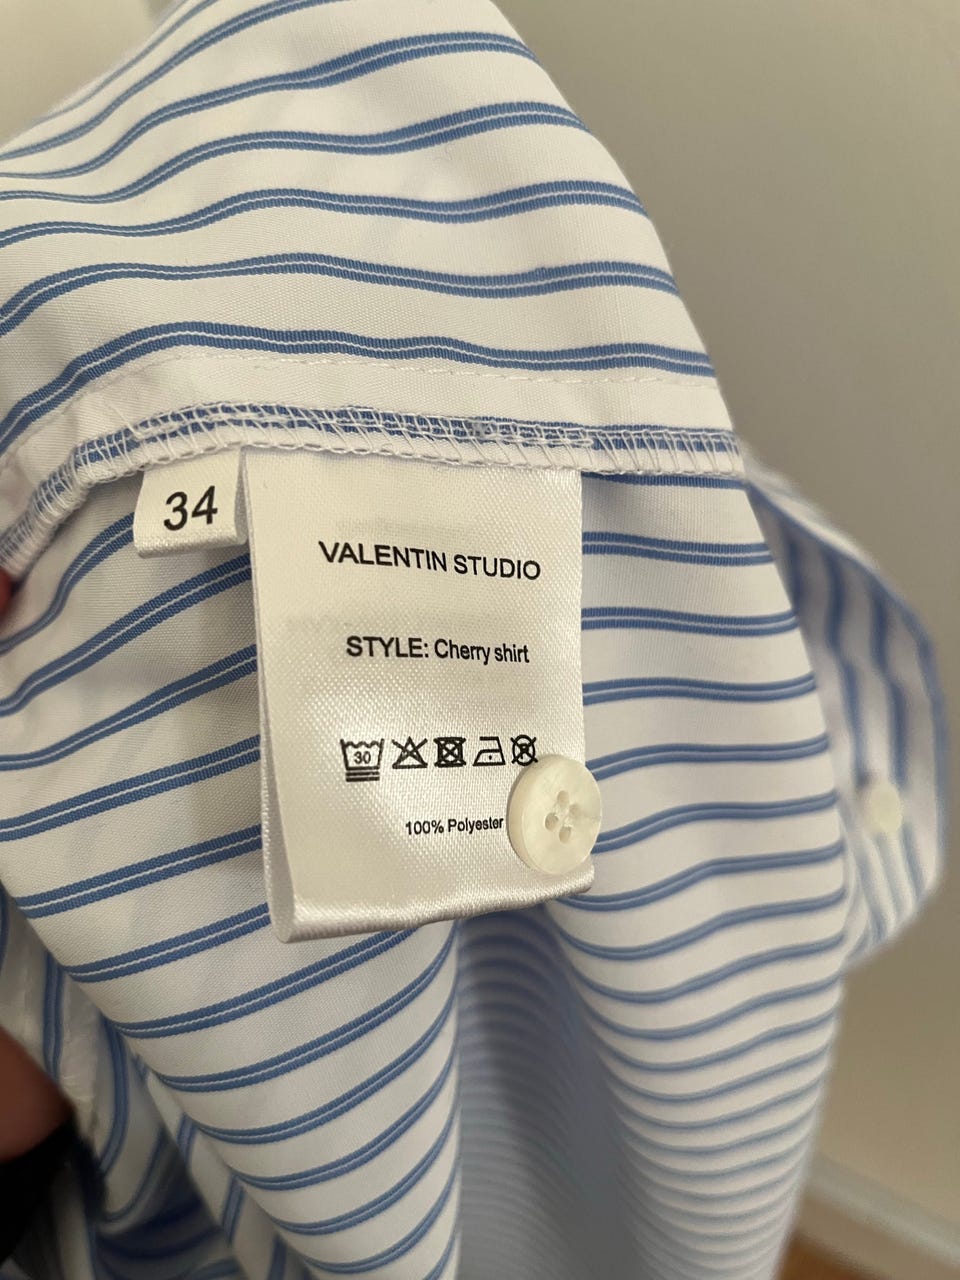 34
VALENTIN STUDIO
STYLE: Cherry shirt
30
100% Polyester